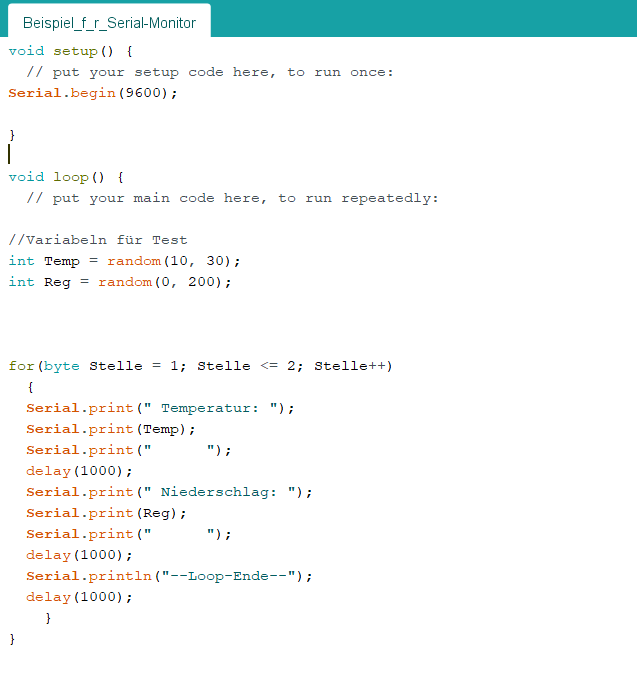 Beispiel_f_r_Serial-Monitor
void setup() {
  // put your setup code here, to run once:
Serial.begin(9600);
}
void loop() {
  // put your main code here, to run repeatedly:
//Variabeln für Test
int Temp = random(10, 30);
int Reg = random(0, 200);
for(byte Stelle = 1; Stelle <= 2; Stelle++)
  {
  Serial.print(" Temperatur: ");
  Serial.print(Temp);
  Serial.print("      ");
  delay(1000);
  Serial.print(" Niederschlag: ");
  Serial.print(Reg);
  Serial.print("      ");
  delay(1000);
  Serial.println("--Loop-Ende--");
  delay(1000);
    }
}